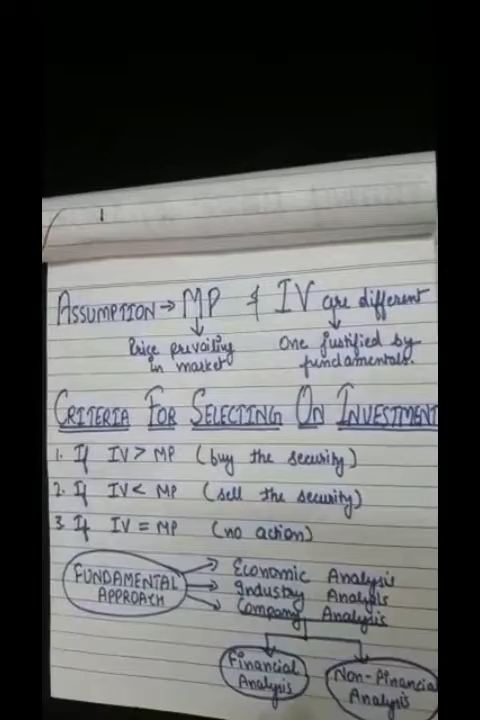 ASSUMPTION → MP & IV are different
Price prevailing in market
One justified by fundamentals.
CRITERIA FOR SELECTING ON INVESTMENT
1. If IV > MP (buy the security)
2. If IV < MP (sell the security)
3. If IV = MP (no action)
FUNDAMENTAL APPROACH
Economic Analysis
Industry Analysis
Company Analysis
Financial Analysis
Non-Financial Analysis